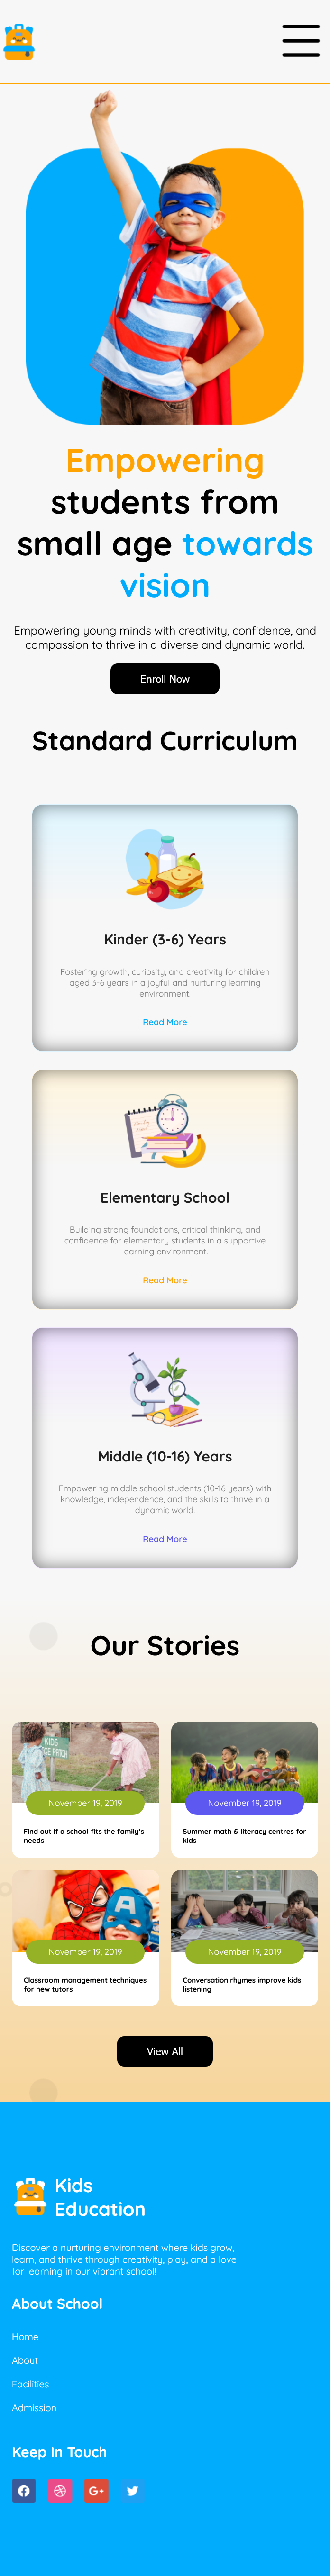 Empowering
students from
small age towards
vision
Empowering young minds with creativity, confidence, and
compassion to thrive in a diverse and dynamic world.
Enroll Now
Standard Curriculum
Kinder (3-6) Years
Fostering growth, curiosity, and creativity for children
aged 3-6 years in a joyful and nurturing learning
environment.
Read More
Elementary School
Building strong foundations, critical thinking, and
confidence for elementary students in a supportive
learning environment.
Read More
Middle (10-16) Years
Empowering middle school students (10-16 years) with
knowledge, independence, and the skills to thrive in a
dynamic world.
Read More
Our Stories
KIDS
November 19, 2019
Find out if a school fits the family's
needs
November 19, 2019
Summer math & literacy centres for
kids
November 19, 2019
Classroom management techniques
for new tutors
November 19, 2019
Conversation rhymes improve kids
listening
View All
Kids
Education
Discover a nurturing environment where kids grow,
learn, and thrive through creativity, play, and a love
for learning in our vibrant school!
About School
Home
About
Facilities
Admission
Keep In Touch